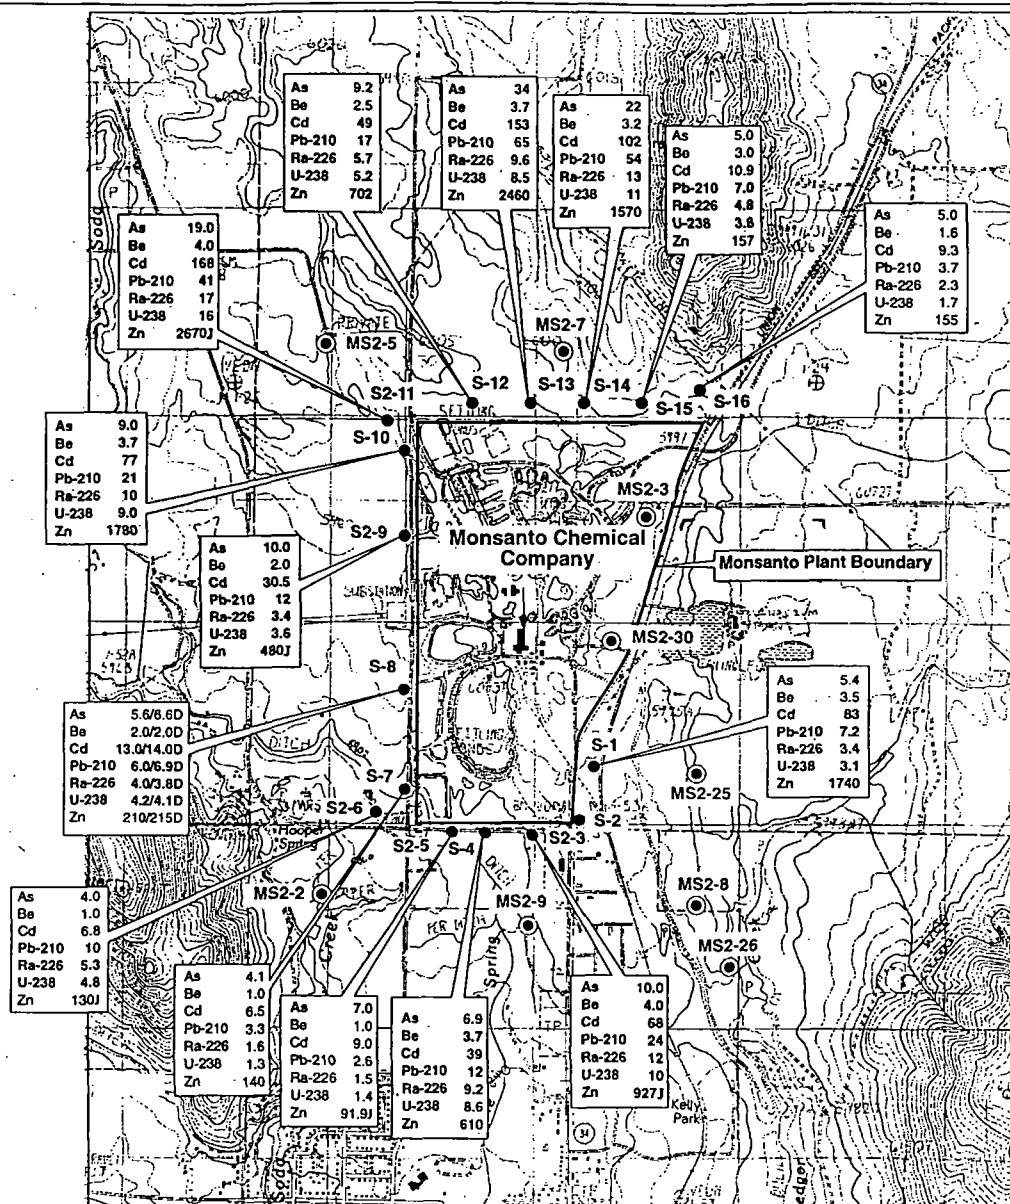 As 9.2
Be 2.5
Cd 49
Pb-210 17
Ra-226 5.7
U-238 5.2
Zn 702
As 34
Be 3.7
Cd 153
Pb-210 65
Ra-226 9.6
U-238 8.5
Zn 2460
As 22
Be 3.2
Cd 102
Pb-210 54
Ra-226 13
U-238 11
Zn 1570
As 5.0
Be 3.0
Cd 10.9
Pb-210 7.0
Ra-226 4.8
U-238 3.8
Zn 157
As 5.0
Be 1.6
Cd 9.3
Pb-210 3.7
Ra-226 2.3
U-238 1.7
Zn 155
As 19.0
Be 4.0
Cd 168
Pb-210 41
Ra-226 17
U-238 16
Zn 2670J
MS2-5
MS2-7
S2-11
S-12
S-13
S-14
S-15
S-16
S-10
As 9.0
Be 3.7
Cd 77
Pb-210 21
Ra-226 10
U-238 9.0
Zn 1780
MS2-3
S2-9
Monsanto Chemical
Company
Monsanto Plant Boundary
As 10.0
Be 2.0
Cd 30.5
Pb-210 12
Ra-226 3.4
U-238 3.6
Zn 480J
SUBSTATION
MS2-30
S-8
As 5.4
Be 3.5
Cd 83
Pb-210 7.2
Ra-226 3.4
U-238 3.1
Zn 1740
As 5.6/6.6D
Be 2.0/2.0D
Cd 13.0/14.0D
Pb-210 6.0/6.9D
Ra-226 4.0/3.8D
U-238 4.2/4.1D
Zn 210/215D
DITCH
S-1
S-7
MS2-25
S2-6
S-2
Hooper
Spring
S2-5
S-4
S2-3
MS2-2
MS2-9
MS2-8
MS2-26
Creek
Spring
As 4.0
Be 1.0
Cd 6.8
Pb-210 10
Ra-226 5.3
U-238 4.8
Zn 130J
As 4.1
Be 1.0
Cd 6.5
Pb-210 3.3
Ra-226 1.6
U-238 1.3
Zn 140
As 7.0
Be 1.0
Cd 9.0
Pb-210 2.6
Ra-226 1.5
U-238 1.4
Zn 91.9J
As 6.9
Be 3.7
Cd 39
Pb-210 12
Ra-226 9.2
U-238 8.6
Zn 610
As 10.0
Be 4.0
Cd 68
Pb-210 24
Ra-226 12
U-238 10
Zn 927J
Kelly
Park
34
Soda